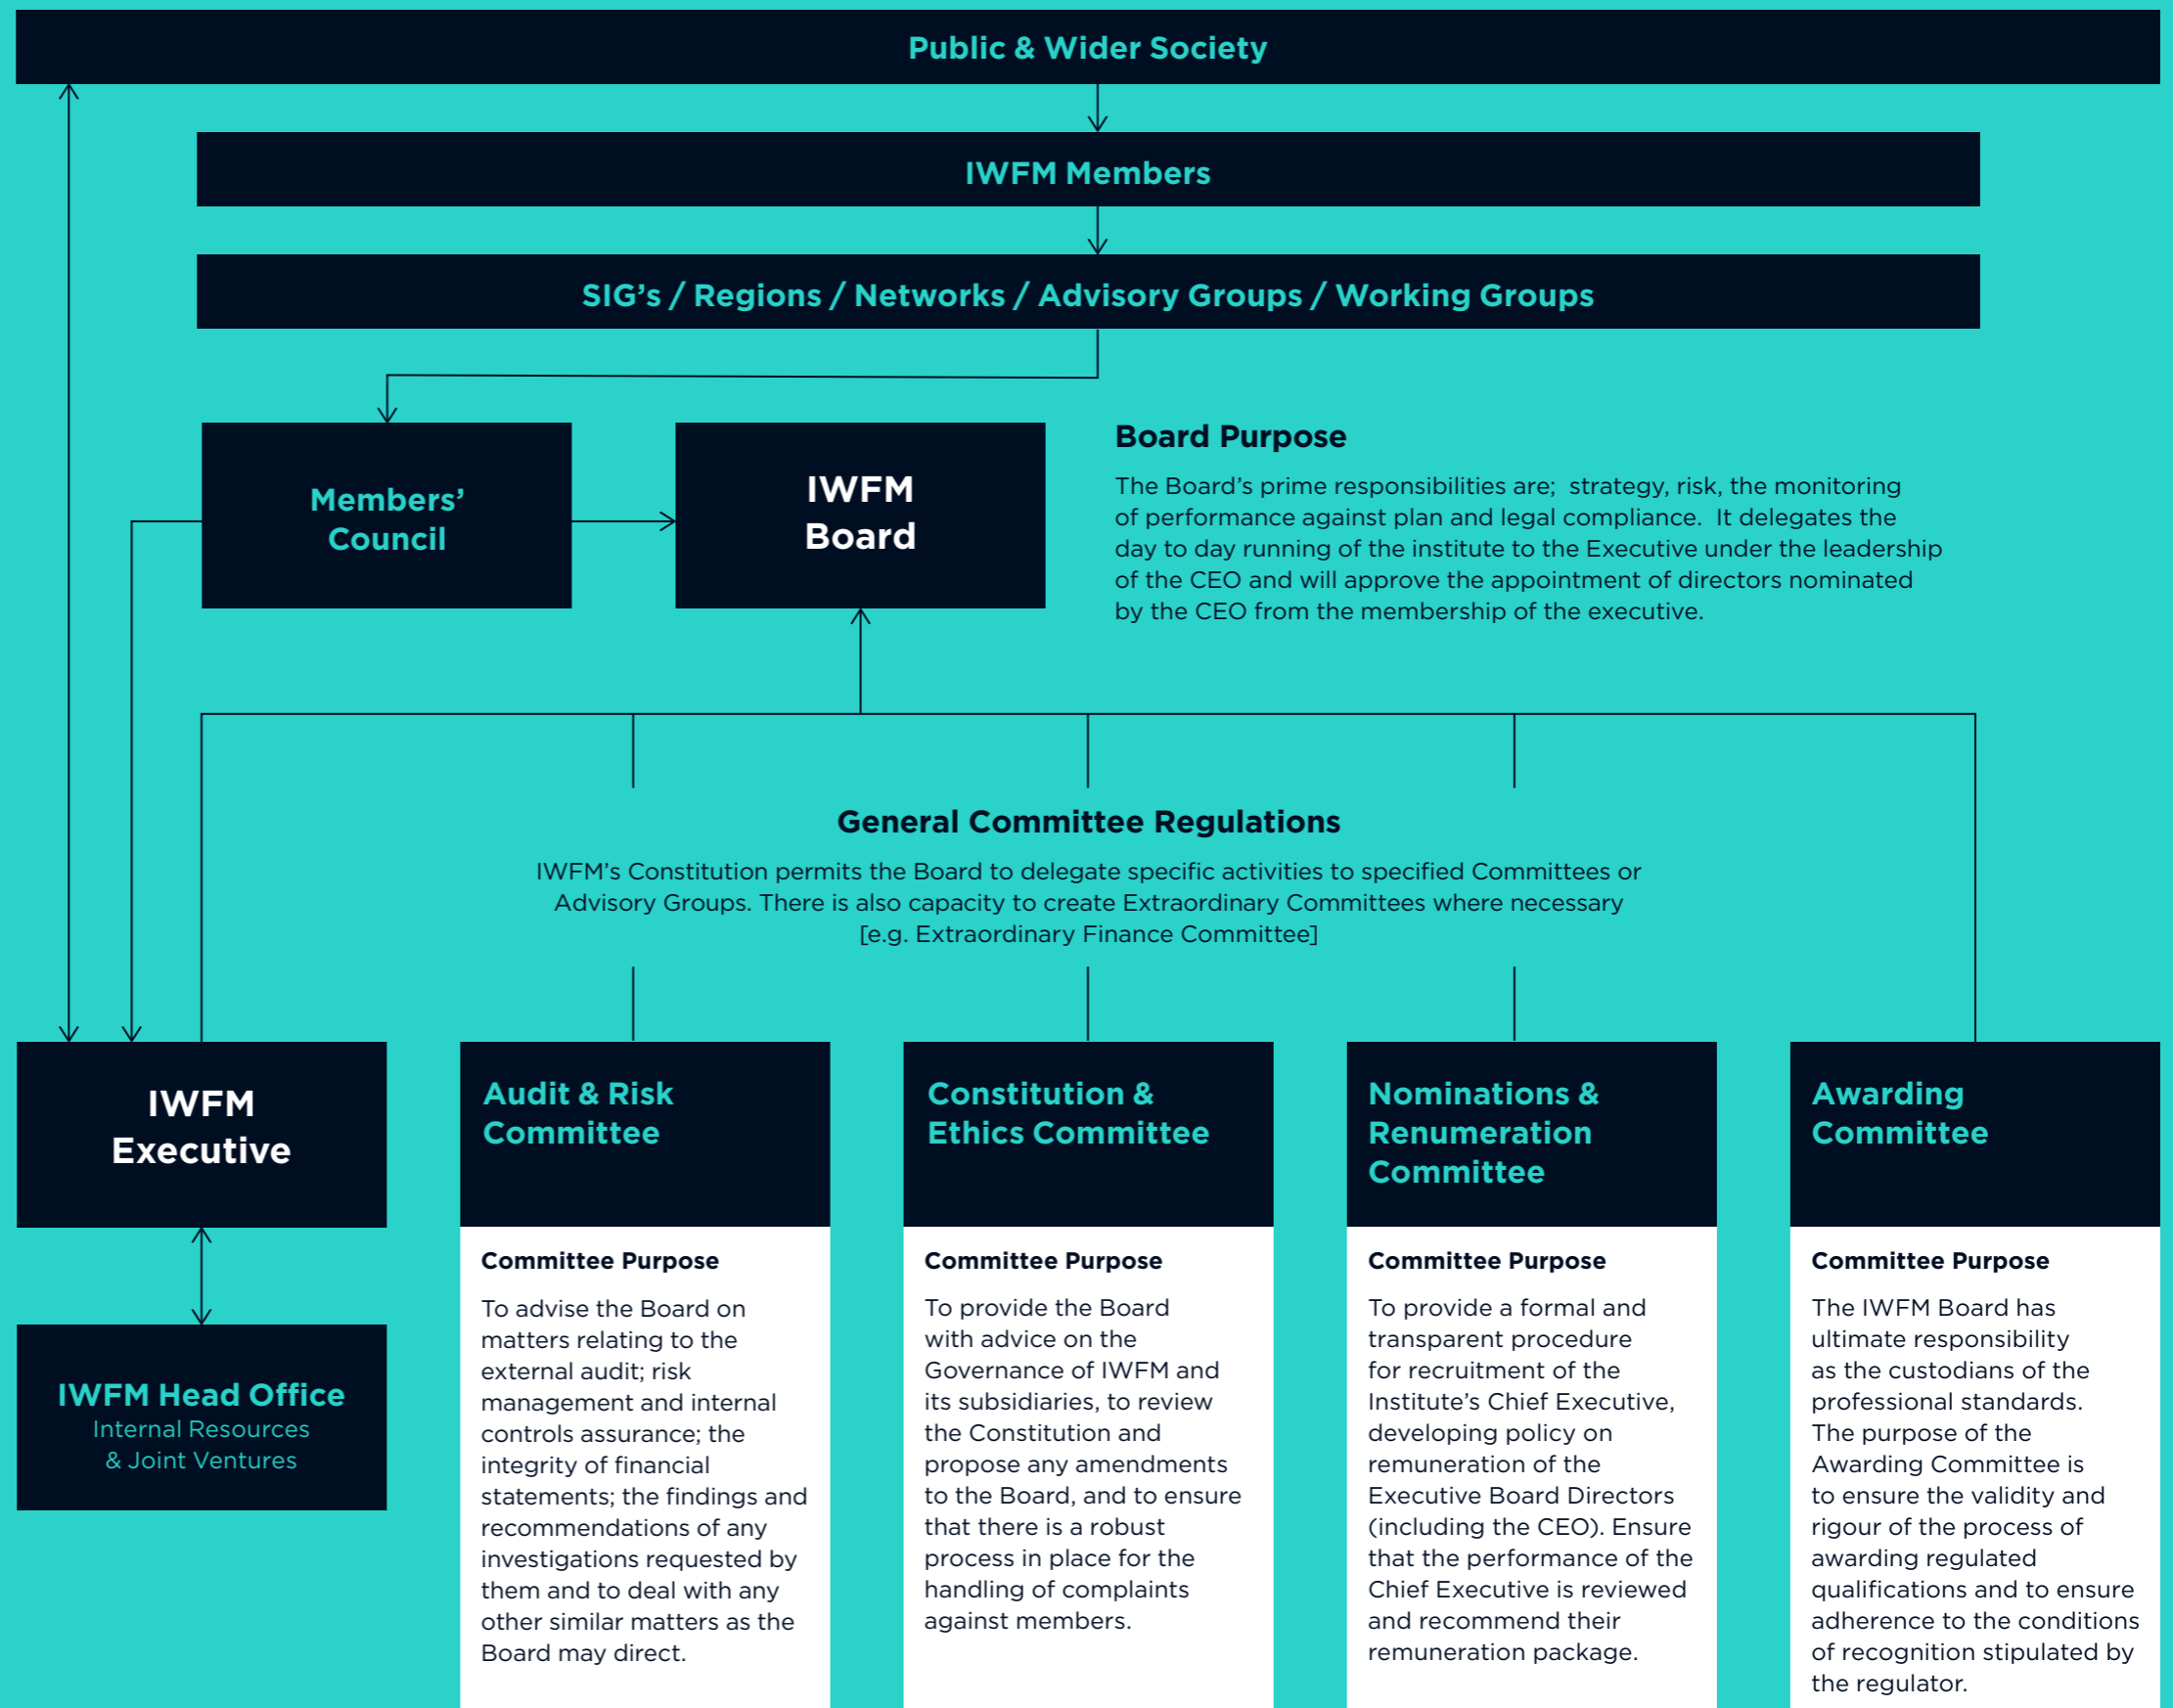 Public & Wider Society
IWFM Members
SIG's / Regions / Networks / Advisory Groups / Working Groups
Members’
Council
IWFM
Board
Board Purpose
The Board’s prime responsibilities are;  strategy, risk, the monitoring
of performance against plan and legal compliance.  It delegates the
day to day running of the institute to the Executive under the leadership
of the CEO and will approve the appointment of directors nominated
by the CEO from the membership of the executive.
General Committee Regulations
IWFM’s Constitution permits the Board to delegate specific activities to specified Committees or
Advisory Groups. There is also capacity to create Extraordinary Committees where necessary
[e.g. Extraordinary Finance Committee]
IWFM
Executive
IWFM Head Office
Internal Resources
& Joint Ventures
Audit & Risk
Committee
Committee Purpose
To advise the Board on
matters relating to the
external audit; risk
management and internal
controls assurance; the
integrity of financial
statements; the findings and
recommendations of any
investigations requested by
them and to deal with any
other similar matters as the
Board may direct.
Constitution &
Ethics Committee
Committee Purpose
To provide the Board
with advice on the
Governance of IWFM and
its subsidiaries, to review
the Constitution and
propose any amendments
to the Board, and to ensure
that there is a robust
process in place for the
handling of complaints
against members.
Nominations &
Renumeration
Committee
Committee Purpose
To provide a formal and
transparent procedure
for recruitment of the
Institute’s Chief Executive,
developing policy on
remuneration of the
Executive Board Directors
(including the CEO). Ensure
that the performance of the
Chief Executive is reviewed
and recommend their
remuneration package.
Awarding
Committee
Committee Purpose
The IWFM Board has
ultimate responsibility
as the custodians of the
professional standards.
The purpose of the
Awarding Committee is
to ensure the validity and
rigour of the process of
awarding regulated
qualifications and to ensure
adherence to the conditions
of recognition stipulated by
the regulator.